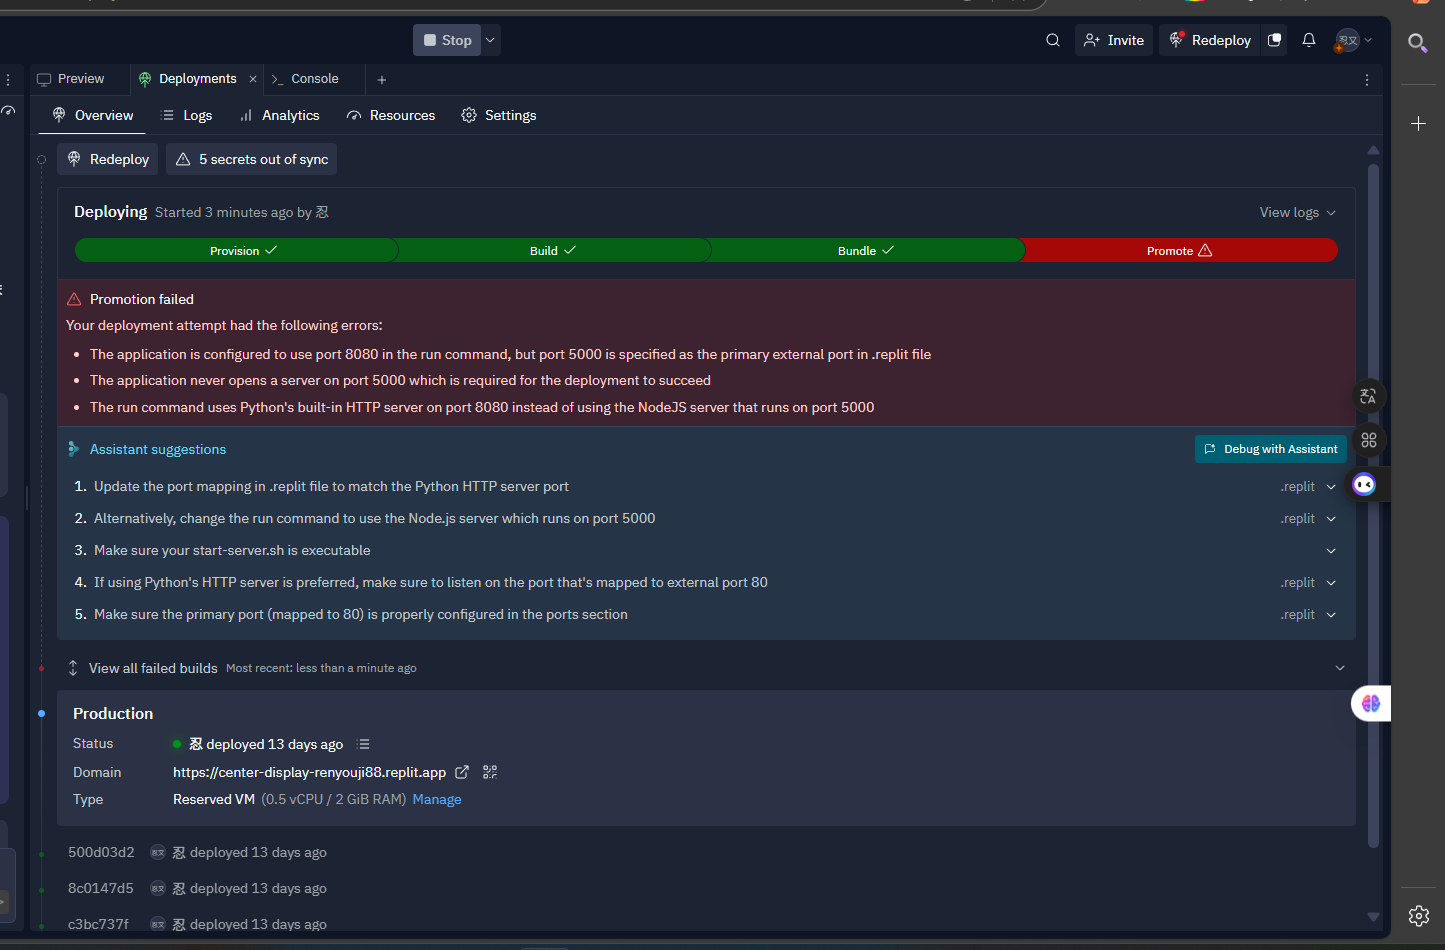 Stop
Invite
Redeploy
忍又
Preview
Deployments
Console
Overview
Logs
Analytics
Resources
Settings
Redeploy
5 secrets out of sync
Deploying Started 3 minutes ago by 忍
View logs
Provision
Build
Bundle
Promote
Promotion failed
Your deployment attempt had the following errors:
• The application is configured to use port 8080 in the run command, but port 5000 is specified as the primary external port in .replit file
• The application never opens a server on port 5000 which is required for the deployment to succeed
• The run command uses Python's built-in HTTP server on port 8080 instead of using the NodeJS server that runs on port 5000
Assistant suggestions
Debug with Assistant
1. Update the port mapping in .replit file to match the Python HTTP server port .replit
2. Alternatively, change the run command to use the Node.js server which runs on port 5000 .replit
3. Make sure your start-server.sh is executable
4. If using Python's HTTP server is preferred, make sure to listen on the port that's mapped to external port 80 .replit
5. Make sure the primary port (mapped to 80) is properly configured in the ports section .replit
View all failed builds Most recent: less than a minute ago
Production
Status 忍 deployed 13 days ago
Domain https://center-display-renyouji88.replit.app
Type Reserved VM (0.5 vCPU / 2 GiB RAM) Manage
500d03d2 忍又 忍 deployed 13 days ago
8c0147d5 忍又 忍 deployed 13 days ago
c3bc737f 忍又 忍 deployed 13 days ago